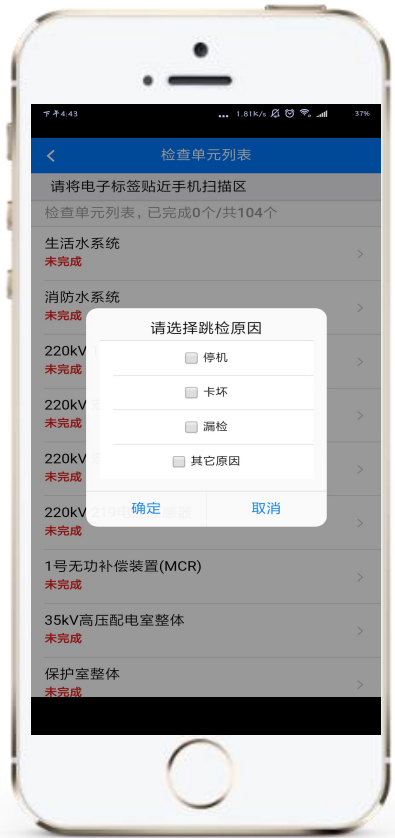 下午4:43 ... 1.81K/s 37%
检查单元列表
请将电子标签贴近手机扫描区
检查单元列表, 已完成0个/共104个
生活水系统
未完成
消防水系统
未完成
请选择跳检原因
220kV
未完成
停机
卡坏
220kV
未完成
漏检
220kV
未完成
其它原因
确定 取消
220kV
未完成
1号无功补偿装置(MCR)
未完成
35kV高压配电室整体
未完成
保护室整体
未完成